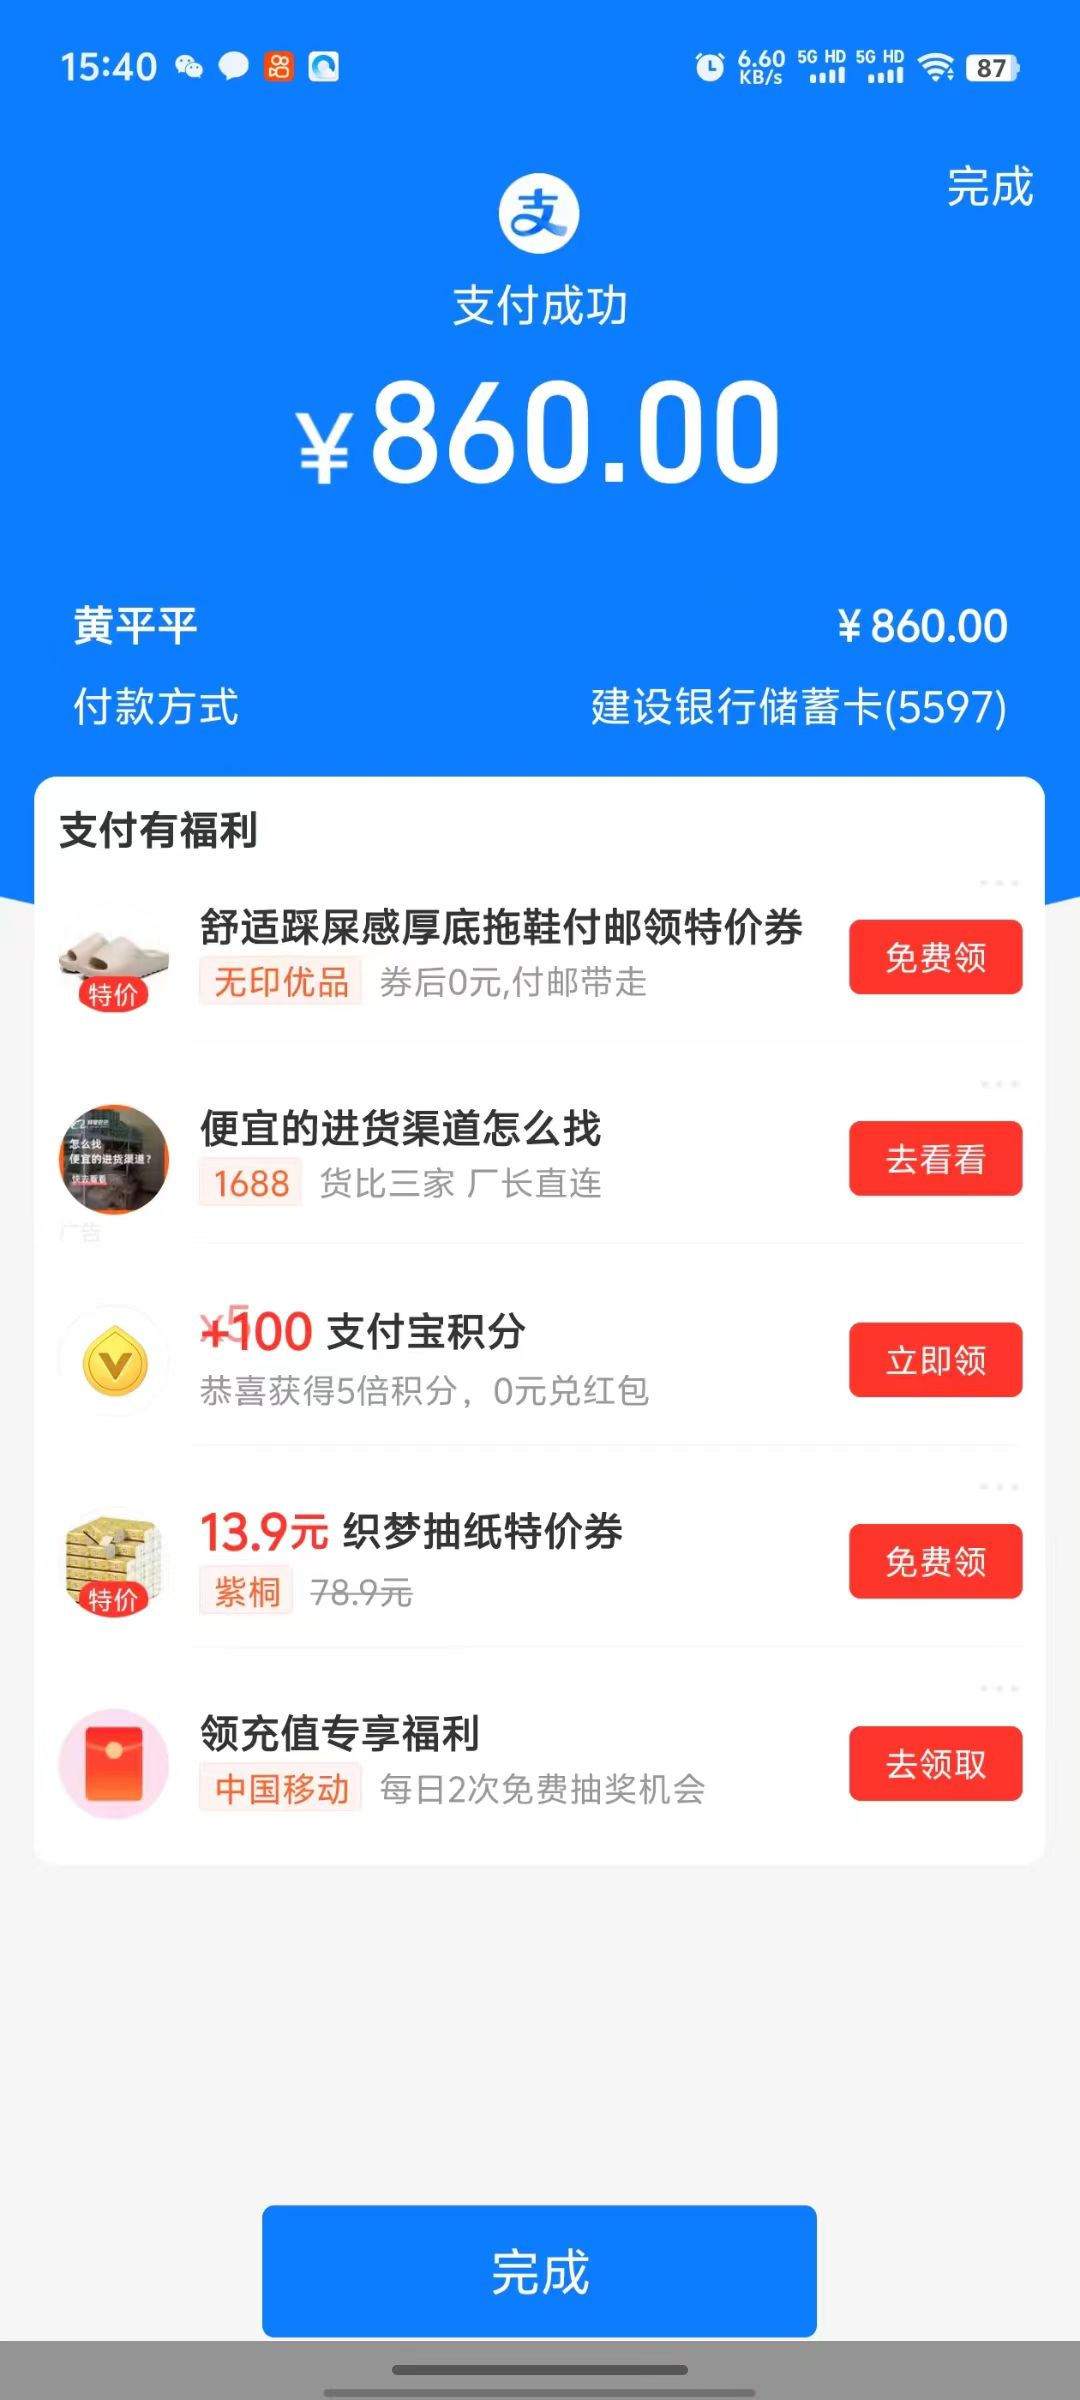 15:40
6.60 KB/s 5G HD 5G HD 87
完成
支
支付成功
¥860.00
黄平平 ¥860.00
付款方式 建设银行储蓄卡(5597)
支付有福利
舒适踩屎感厚底拖鞋付邮领特价券
特价 无印优品 券后0元,付邮带走
免费领
便宜的进货渠道怎么找
怎么找
便宜的进货渠道?
快去看看
1688 货比三家 厂长直连
去看看
广告
+100 支付宝积分
x5
恭喜获得5倍积分，0元兑红包
立即领
13.9元 织梦抽纸特价券
特价 紫桐 78.9元
免费领
领充值专享福利
中国移动 每日2次免费抽奖机会
去领取
完成